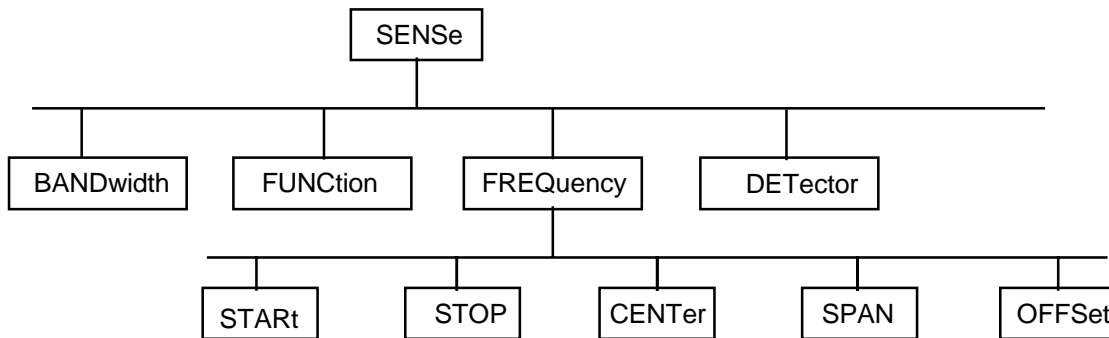 SENSe
BANDwidth FUNCtion FREQuency DETector
STARt STOP CENTer SPAN OFFSet